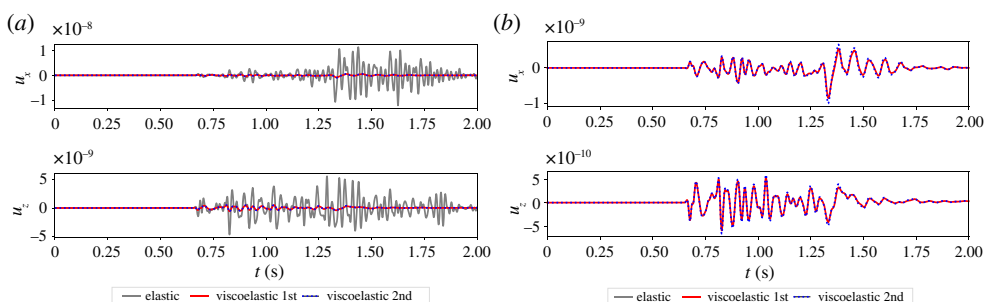 (a)
×10⁻⁸
u_x
1
0
−1
0 0.25 0.50 0.75 1.00 1.25 1.50 1.75 2.00
×10⁻⁹
u_z
5
0
−5
0 0.25 0.50 0.75 1.00 1.25 1.50 1.75 2.00
t (s)
elastic viscoelastic 1st viscoelastic 2nd
(b)
×10⁻⁹
u_x
0
−1
0 0.25 0.50 0.75 1.00 1.25 1.50 1.75 2.00
×10⁻¹⁰
u_z
5
0
−5
0 0.25 0.50 0.75 1.00 1.25 1.50 1.75 2.00
t (s)
elastic viscoelastic 1st viscoelastic 2nd